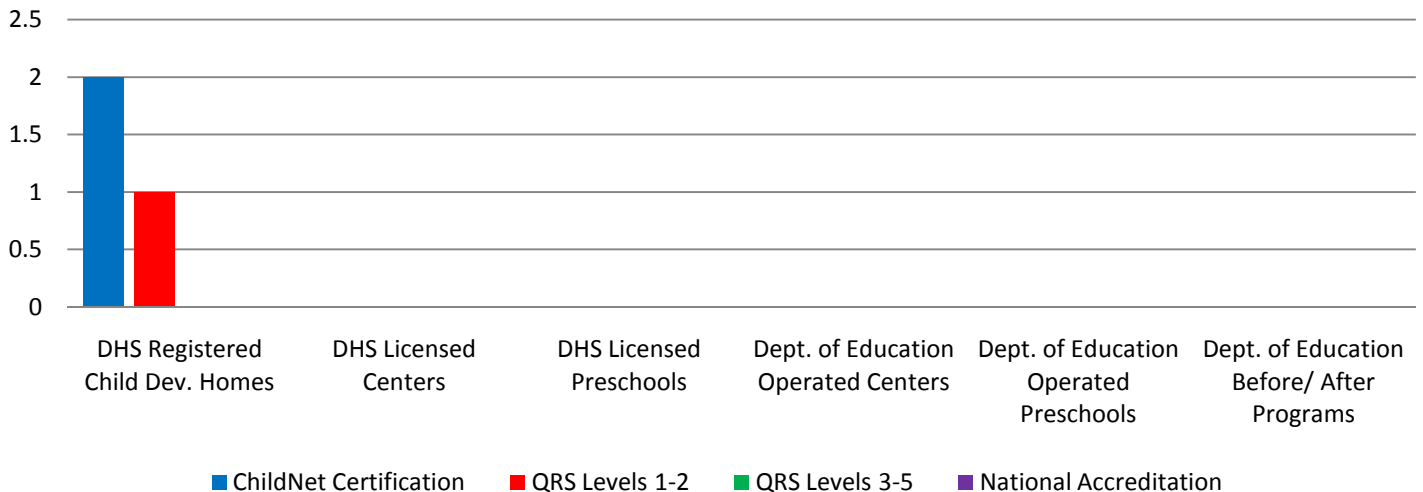 2.5
2
1.5
1
0.5
0
DHS Registered
Child Dev. Homes
DHS Licensed
Centers
DHS Licensed
Preschools
Dept. of Education
Operated Centers
Dept. of Education
Operated
Preschools
Dept. of Education
Before/ After
Programs
ChildNet Certification
QRS Levels 1-2
QRS Levels 3-5
National Accreditation